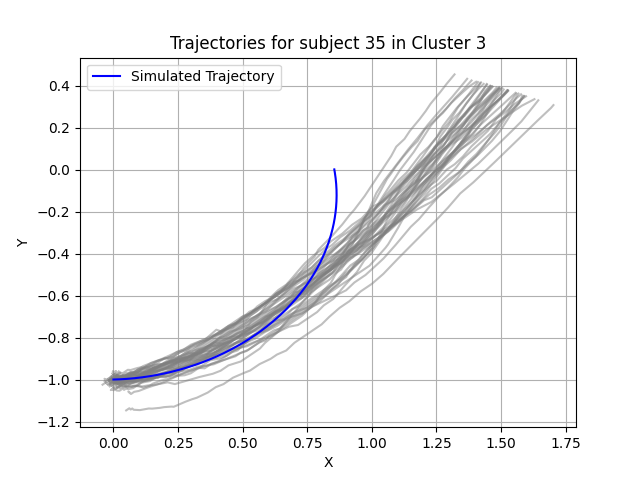 Trajectories for subject 35 in Cluster 3
Simulated Trajectory
0.4
0.2
0.0
−0.2
−0.4
−0.6
−0.8
−1.0
−1.2
Y
0.00 0.25 0.50 0.75 1.00 1.25 1.50 1.75
X